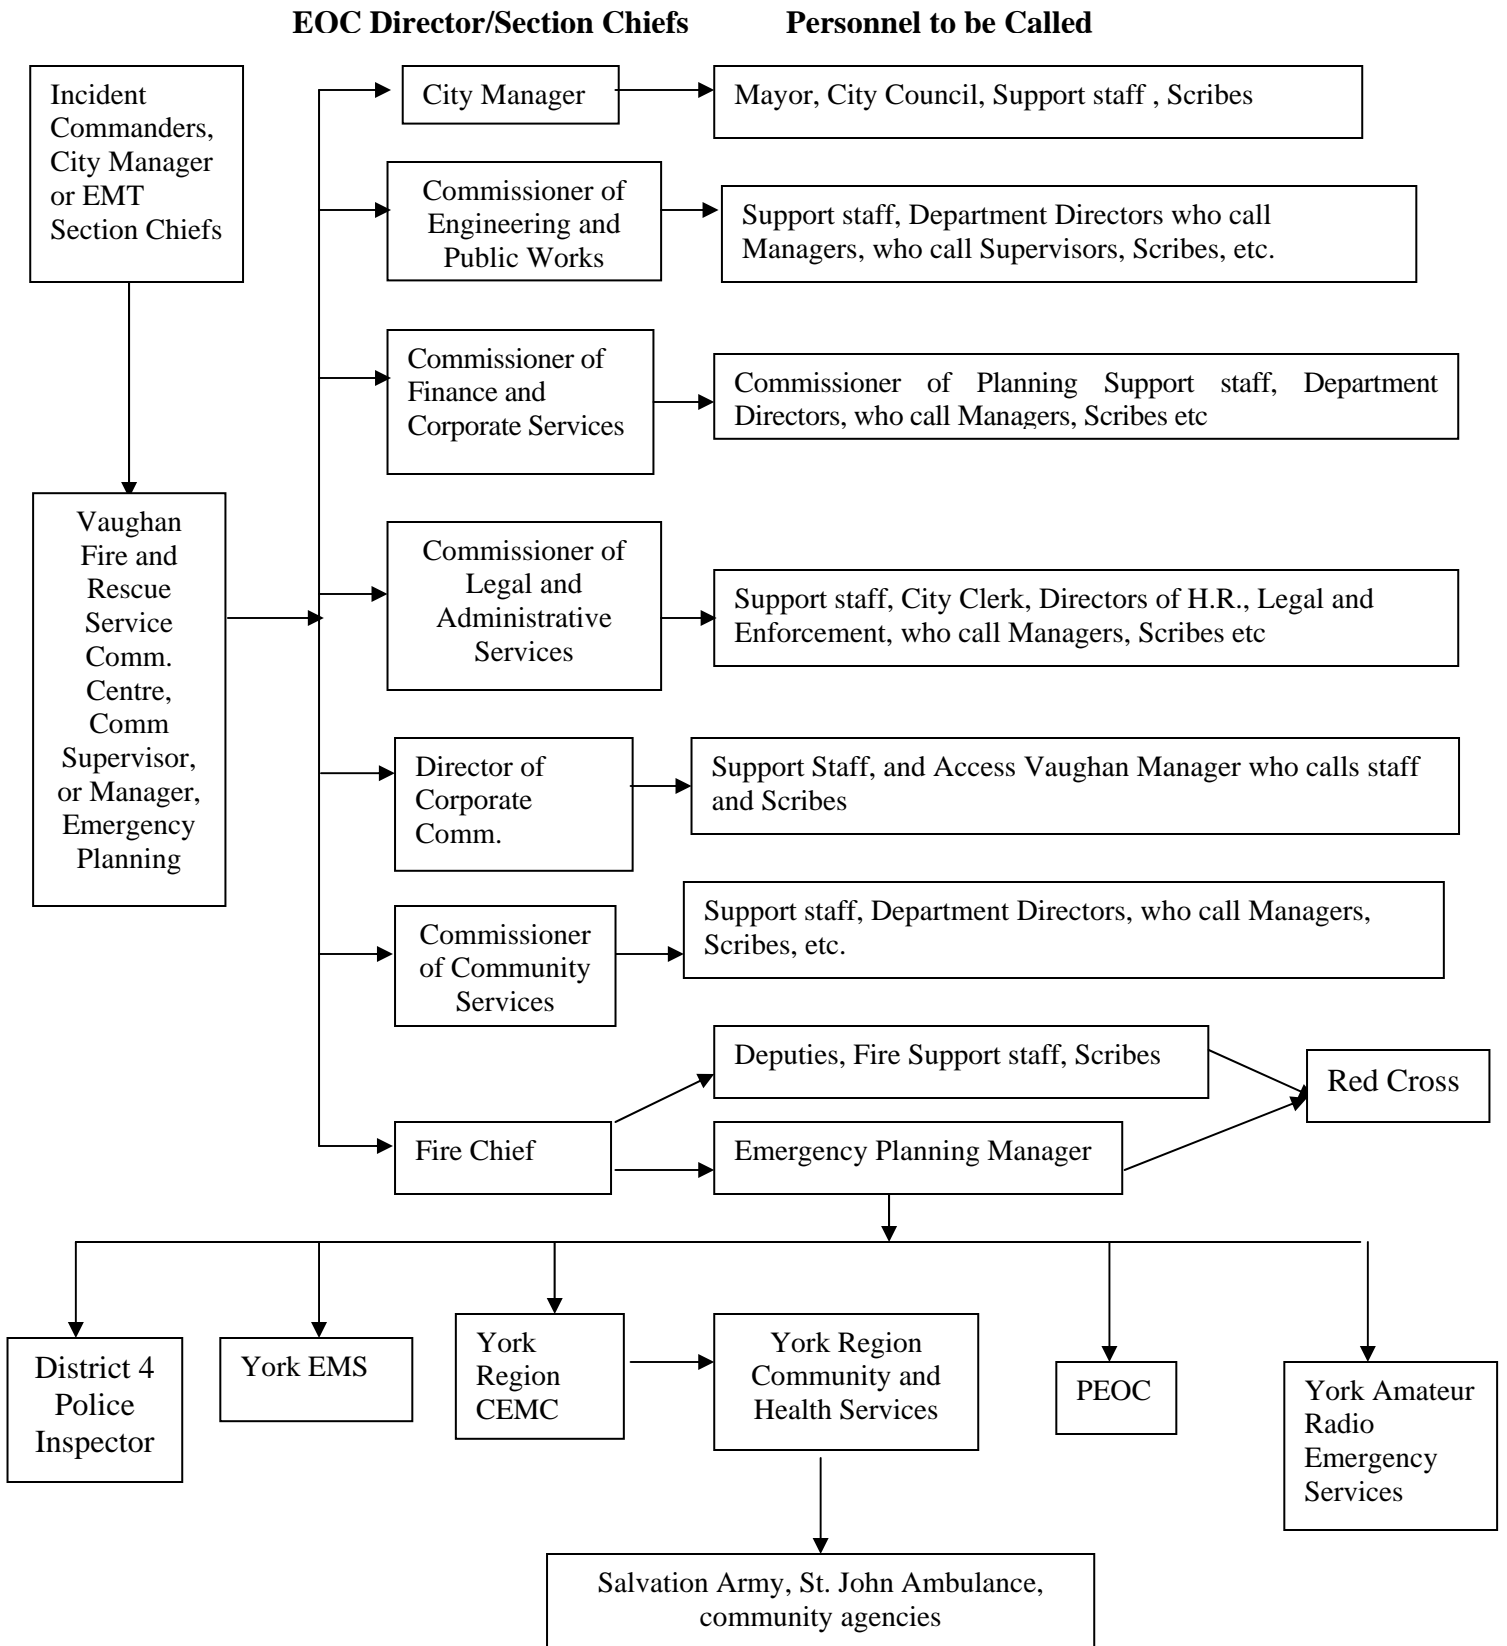 EOC Director/Section Chiefs
Personnel to be Called
Incident
Commanders,
City Manager
or EMT
Section Chiefs
City Manager
Mayor, City Council, Support staff , Scribes
Commissioner of
Engineering and
Public Works
Support staff, Department Directors who call
Managers, who call Supervisors, Scribes, etc.
Commissioner of
Finance and
Corporate Services
Commissioner of Planning Support staff, Department
Directors, who call Managers, Scribes etc
Vaughan
Fire and
Rescue
Service
Comm.
Centre,
Comm
Supervisor,
or Manager,
Emergency
Planning
Commissioner of
Legal and
Administrative
Services
Support staff, City Clerk, Directors of H.R., Legal and
Enforcement, who call Managers, Scribes etc
Director of
Corporate
Comm.
Support Staff, and Access Vaughan Manager who calls staff
and Scribes
Commissioner
of Community
Services
Support staff, Department Directors, who call Managers,
Scribes, etc.
Fire Chief
Deputies, Fire Support staff, Scribes
Emergency Planning Manager
Red Cross
District 4
Police
Inspector
York EMS
York
Region
CEMC
York Region
Community and
Health Services
PEOC
York Amateur
Radio
Emergency
Services
Salvation Army, St. John Ambulance,
community agencies